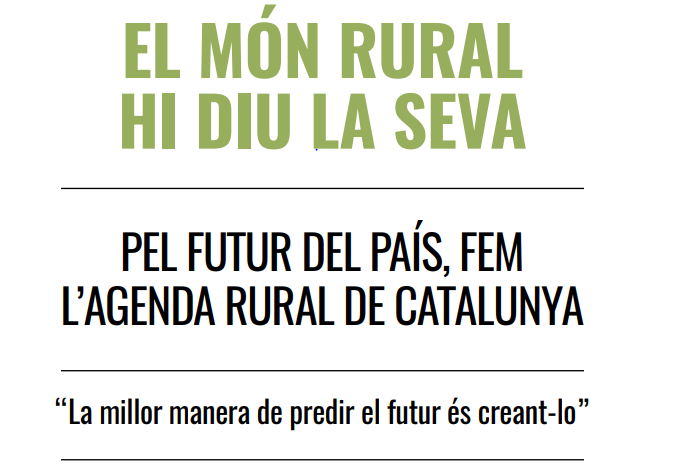 EL MÓN RURAL
HI DIU LA SEVA
PEL FUTUR DEL PAÍS, FEM
L’AGENDA RURAL DE CATALUNYA
“La millor manera de predir el futur és creant-lo”